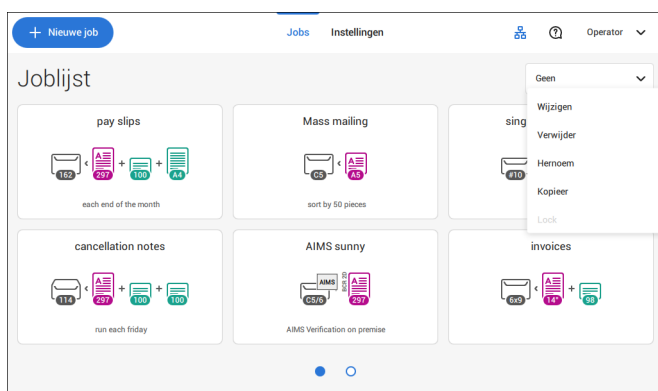 Nieuwe job
Jobs
Instellingen
Operator
Joblijst
Geen
Wijzigen
Verwijder
Hernoem
Kopieer
Lock
pay slips
162
A
297
100
A4
each end of the month
Mass mailing
C5
A
A5
sort by 50 pieces
sing
#10
cancellation notes
114
A
297
100
100
run each friday
AIMS sunny
AIMS
C5/6
BCR 2D
A
297
AIMS Verification on premise
invoices
6x9
A
14"
98